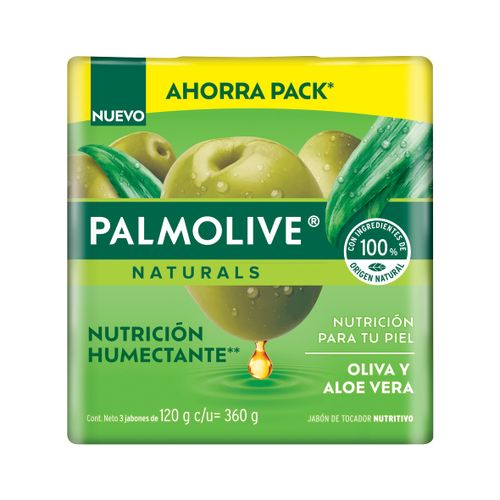 NUEVO
AHORRA PACK*
PALMOLIVE®
NATURALS
CON INGREDIENTES DE
100%
ORIGEN NATURAL
NUTRICIÓN
HUMECTANTE**
NUTRICIÓN
PARA TU PIEL
OLIVA Y
ALOE VERA
Cont. Neto 3 jabones de 120 g c/u= 360 g
JABÓN DE TOCADOR NUTRITIVO